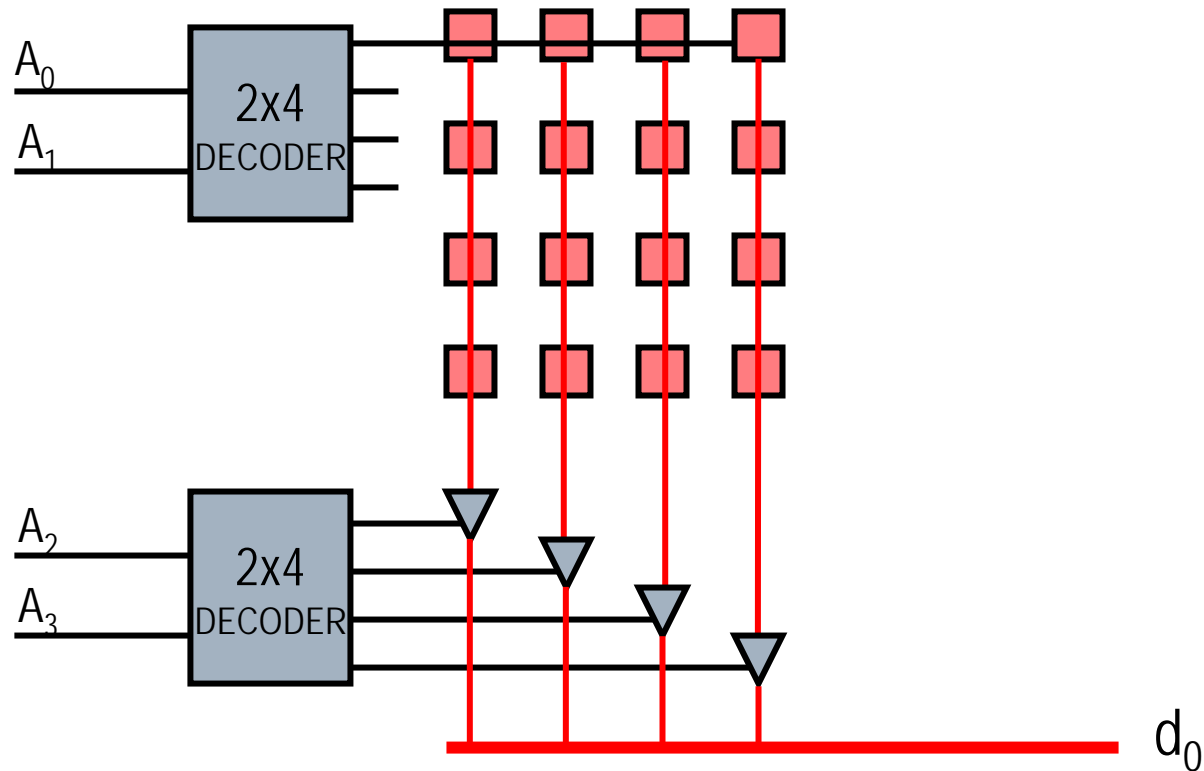 A₀
A₁
2x4
DECODER
A₂
A₃
2x4
DECODER
d₀